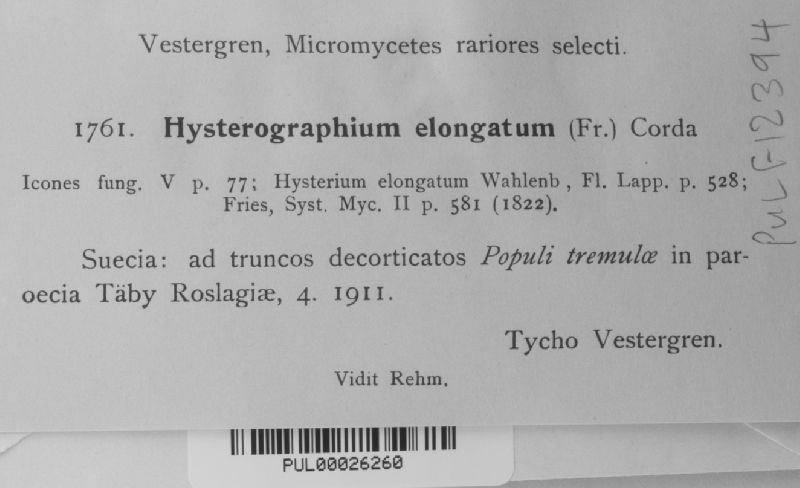 Vestergren, Micromycetes rariores selecti.
1761. Hysterographium elongatum (Fr.) Corda
Icones fung. V p. 77; Hysterium elongatum Wahlenb, Fl. Lapp. p. 528;
Fries, Syst. Myc. II p. 581 (1822).
Suecia: ad truncos decorticatos Populi tremulæ in par-
oecia Täby Roslagiæ, 4. 1911.
Tycho Vestergren.
Vidit Rehm.
PUL F12394
PUL00026260